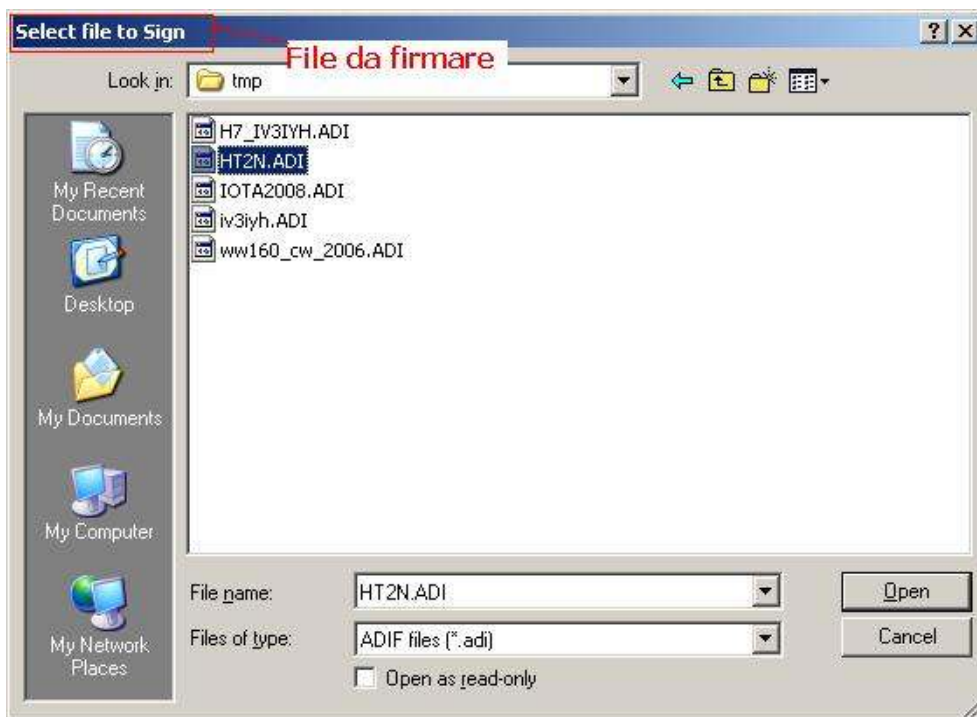 Select file to Sign
File da firmare
Look in:
tmp
H7_IV3IYH.ADI
HT2N.ADI
IOTA2008.ADI
iv3iyh.ADI
ww160_cw_2006.ADI
My Recent
Documents
Desktop
My Documents
My Computer
My Network
Places
File name:
HT2N.ADI
Open
Files of type:
ADIF files (*.adi)
Cancel
Open as read-only